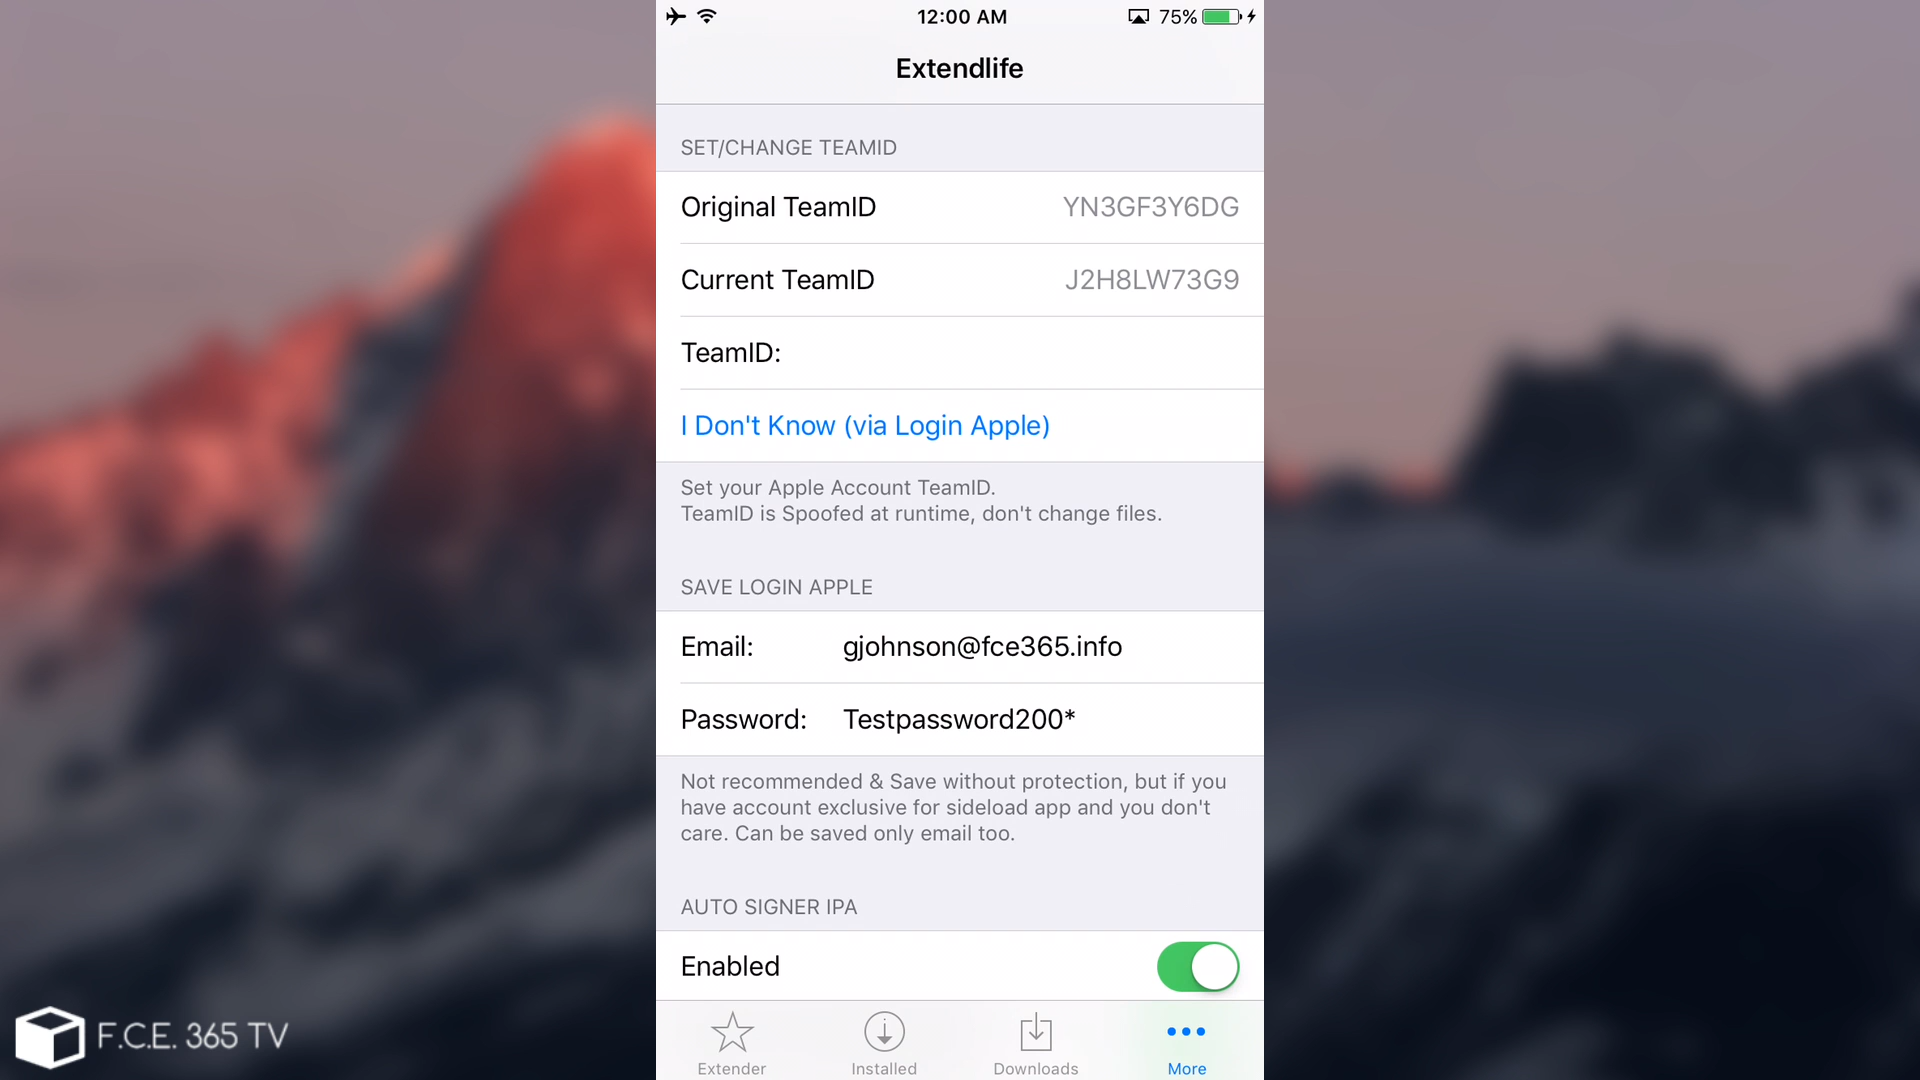 12:00 AM
75%
Extendlife
SET/CHANGE TEAMID
Original TeamID YN3GF3Y6DG
Current TeamID J2H8LW73G9
TeamID:
I Don't Know (via Login Apple)
Set your Apple Account TeamID.
TeamID is Spoofed at runtime, don't change files.
SAVE LOGIN APPLE
Email: gjohnson@fce365.info
Password: Testpassword200*
Not recommended & Save without protection, but if you
have account exclusive for sideload app and you don't
care. Can be saved only email too.
AUTO SIGNER IPA
Enabled
Extender Installed Downloads More
F.C.E. 365 TV